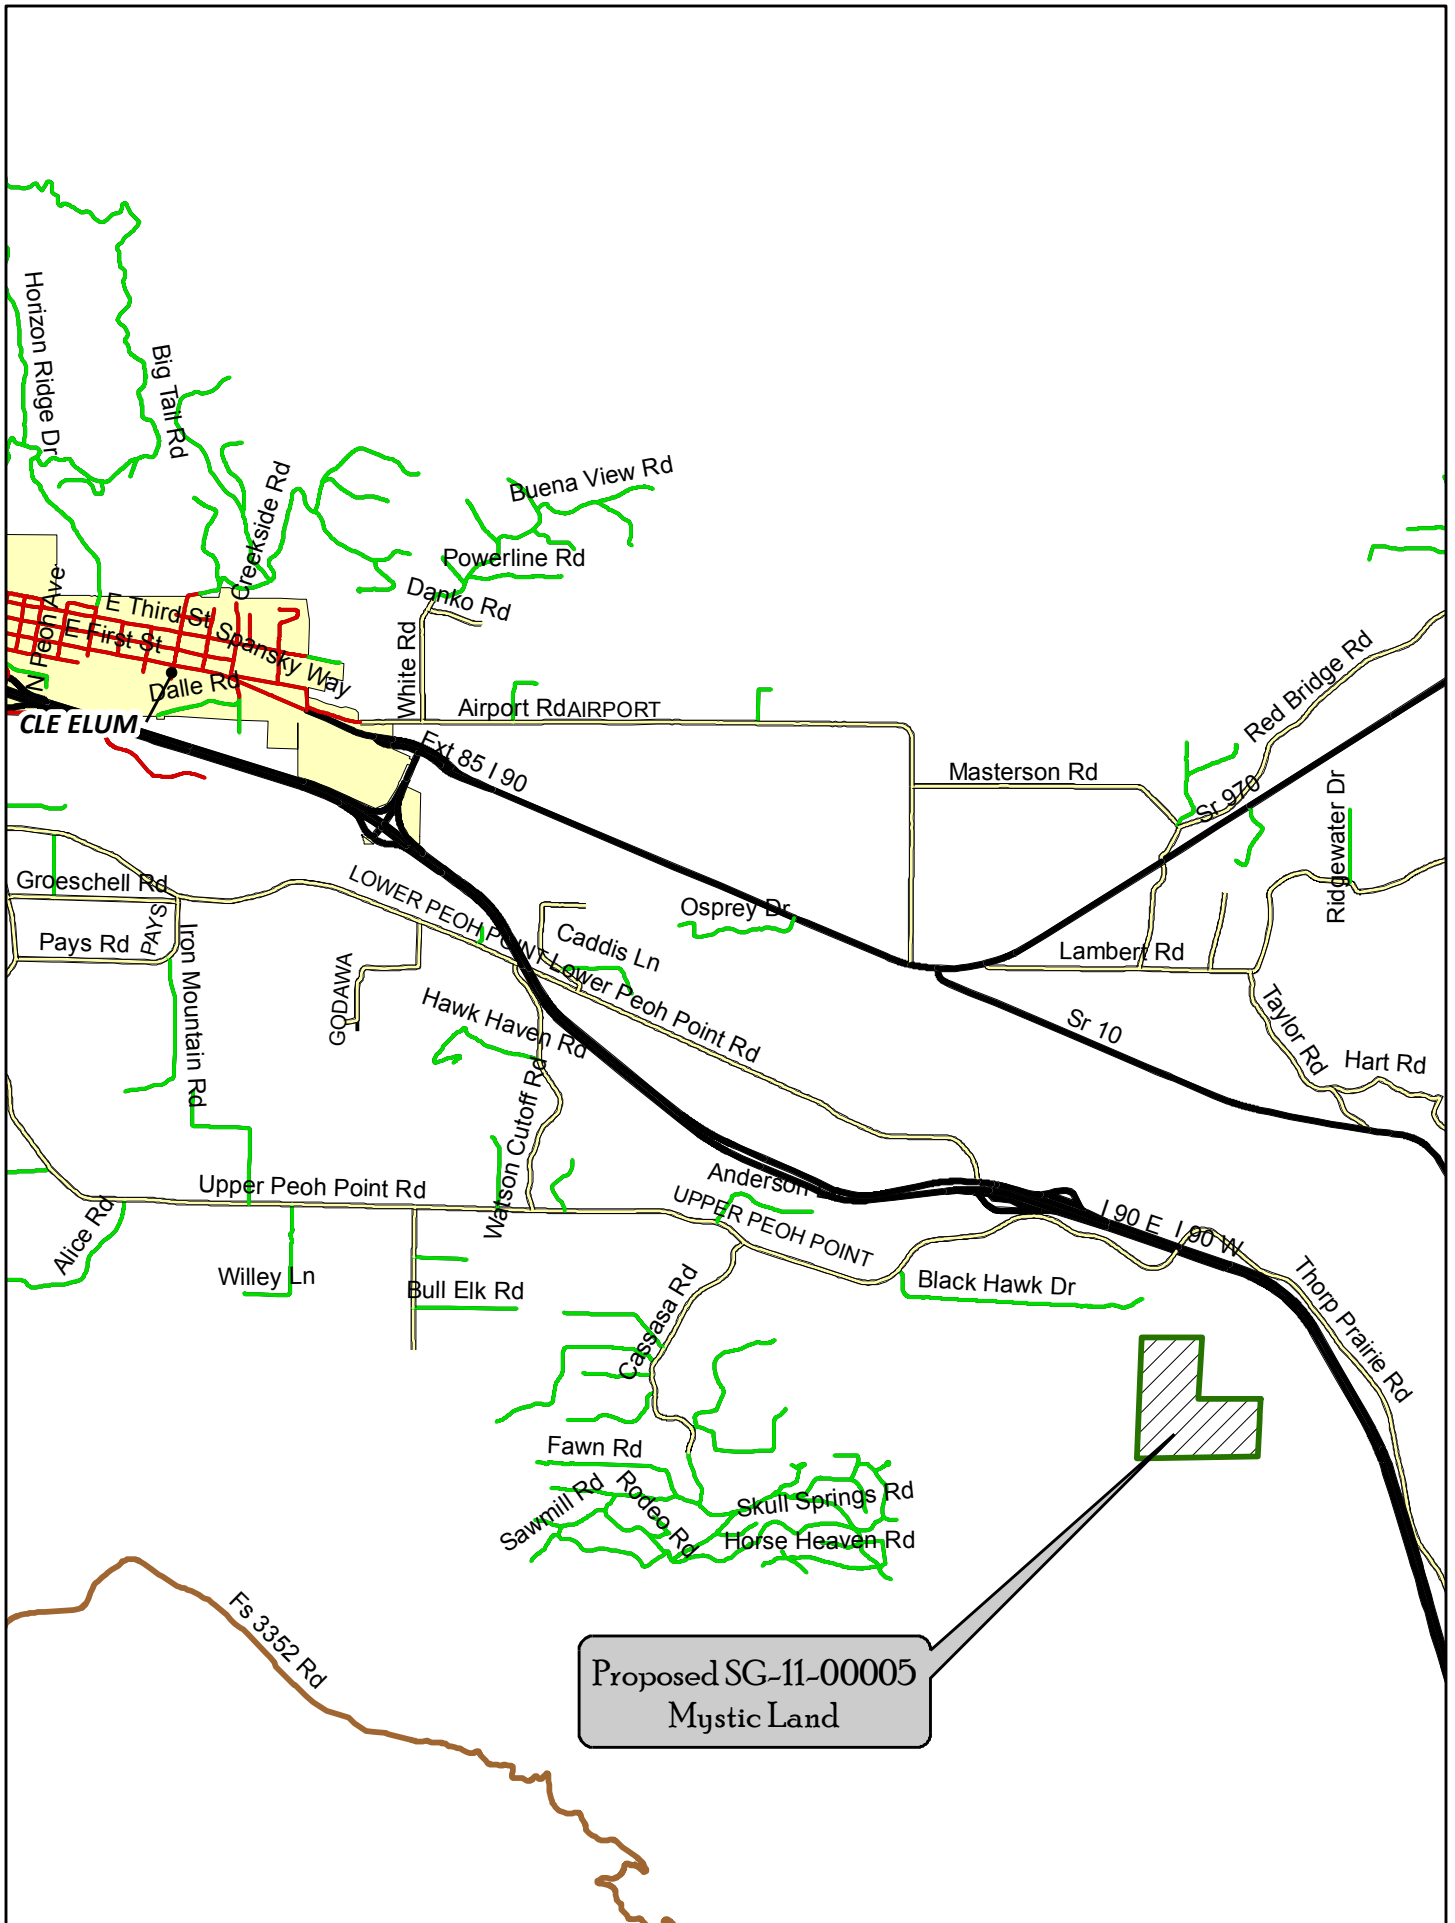 Horizon Ridge Dr
Big Tail Rd
Creekside Rd
Buena View Rd
Powerline Rd
Danko Rd
N Peoh Ave
E Third St
E First St
Spansky Way
Dalle Rd
White Rd
CLE ELUM
Airport Rd
AIRPORT
Ext 85 I 90
Red Bridge Rd
Masterson Rd
Sr 970
Ridgewater Dr
Groeschell Rd
PAYS
Pays Rd
Iron Mountain Rd
LOWER PEOH POINT
GODAWA
Osprey Dr
Caddis Ln
Lower Peoh Point Rd
Hawk Haven Rd
Lambert Rd
Taylor Rd
Sr 10
Hart Rd
Watson Cutoff Rd
Upper Peoh Point Rd
Anderson
UPPER PEOH POINT
I 90 E
I 90 W
Alice Rd
Willey Ln
Bull Elk Rd
Black Hawk Dr
Thorp Prairie Rd
Cassasa Rd
Fawn Rd
Sawmill Rd
Rodeo Rd
Skull Springs Rd
Horse Heaven Rd
Fs 3352 Rd
Proposed SG-11-00005
Mystic Land